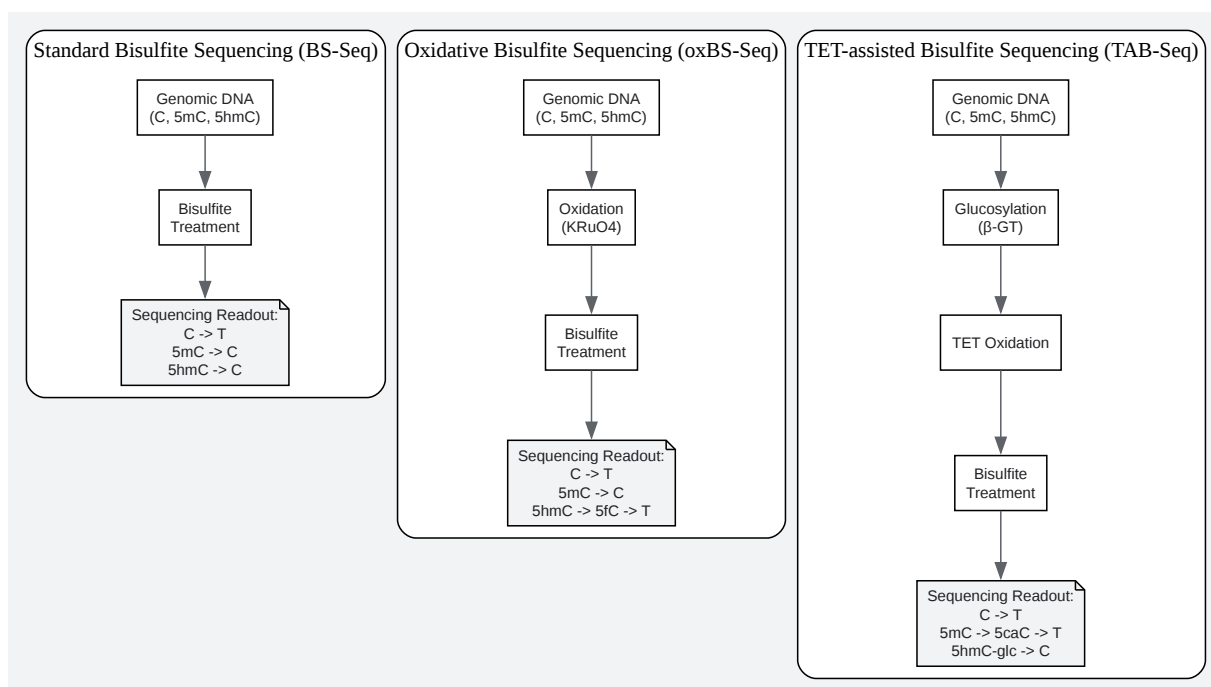 Standard Bisulfite Sequencing (BS-Seq)
Genomic DNA
(C, 5mC, 5hmC)
Bisulfite
Treatment
Sequencing Readout:
C -> T
5mC -> C
5hmC -> C
Oxidative Bisulfite Sequencing (oxBS-Seq)
Genomic DNA
(C, 5mC, 5hmC)
Oxidation
(KRuO4)
Bisulfite
Treatment
Sequencing Readout:
C -> T
5mC -> C
5hmC -> 5fC -> T
TET-assisted Bisulfite Sequencing (TAB-Seq)
Genomic DNA
(C, 5mC, 5hmC)
Glucosylation
(β-GT)
TET Oxidation
Bisulfite
Treatment
Sequencing Readout:
C -> T
5mC -> 5caC -> T
5hmC-glc -> C